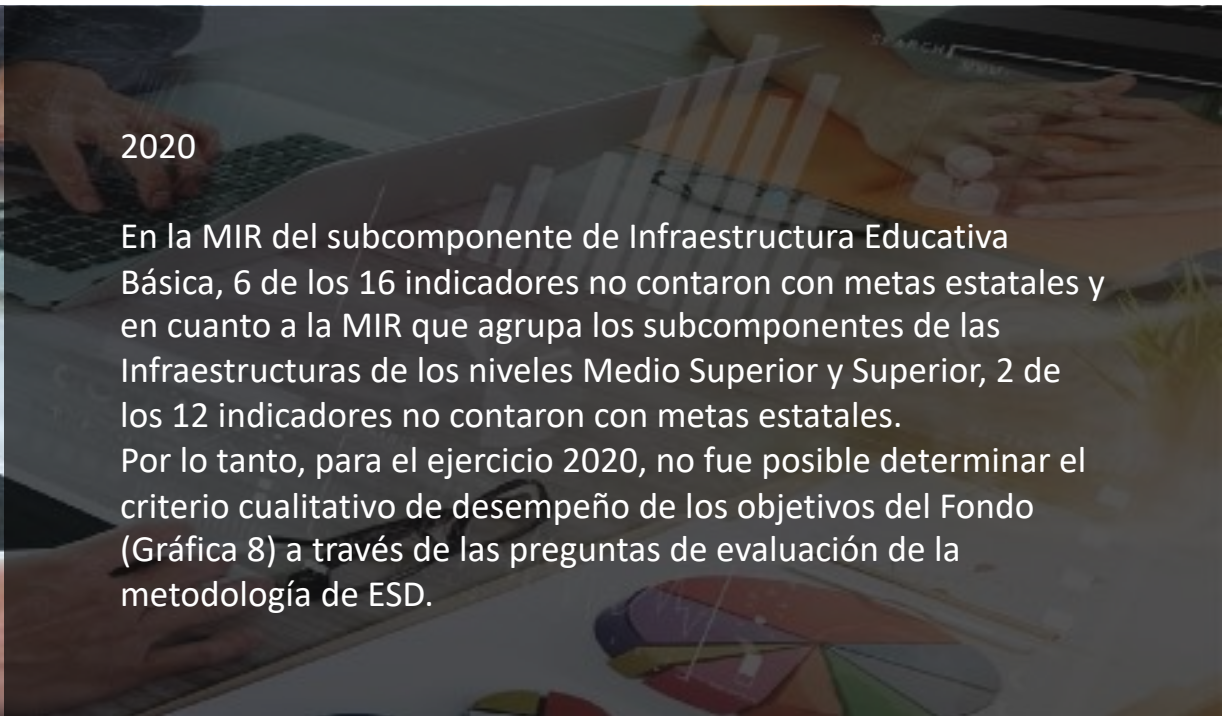 SEARCH
2020
En la MIR del subcomponente de Infraestructura Educativa
Básica, 6 de los 16 indicadores no contaron con metas estatales y
en cuanto a la MIR que agrupa los subcomponentes de las
Infraestructuras de los niveles Medio Superior y Superior, 2 de
los 12 indicadores no contaron con metas estatales.
Por lo tanto, para el ejercicio 2020, no fue posible determinar el
criterio cualitativo de desempeño de los objetivos del Fondo
(Gráfica 8) a través de las preguntas de evaluación de la
metodología de ESD.